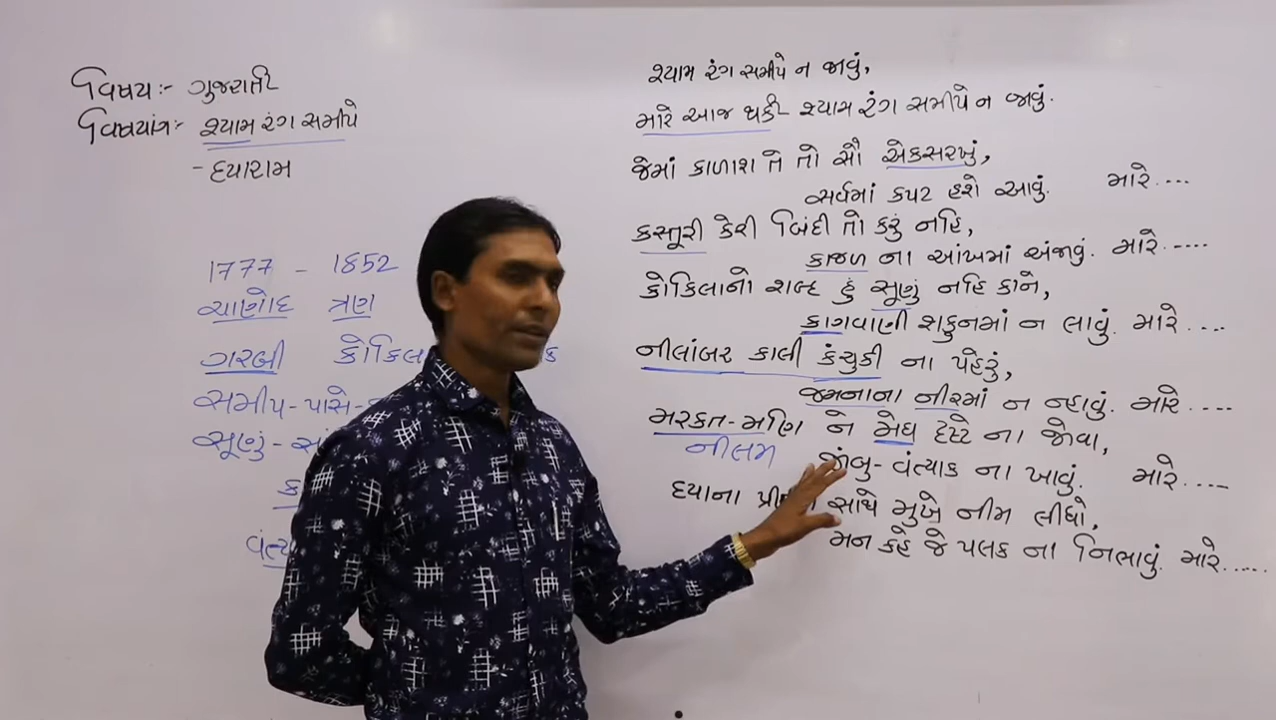 વિષય:- ગુજરાતી
વિષયાંગ:- શ્યામ રંગ સમીપે
- દયારામ
1777 - 1852
ચાણોદ ત્રણ
ગરબી કોકિલ
સમીપ-પાસે-
સૂણું-સાં
શ્યામ રંગ સમીપે ન જાવું,
મારે આજ થકી શ્યામ રંગ સમીપે ન જાવું.
જેમાં કાળાશ તે તો સૌ એકસરખું,
સર્વમાં કપટ હશે આવું. મારે....
કસ્તૂરી કેરી બિંદી તો કરું નહિ,
કાજળ ના આંખમાં અંજાવું. મારે....
કોકિલાનો શબ્દ હું સૂણું નહિ કાને,
કાગવાણી શકુનમાં ન લાવું. મારે....
નીલાંબર કાલી કંચુકી ના પહેરું,
જમનાના નીરમાં ન ન્હાવું. મારે....
મરકત-મણિ ને મેઘ દૃષ્ટે ના જોવા,
નીલમ
જાંબુ-વંત્યાક ના ખાવું. મારે....
દયાના સાથે મુખે નીમ લીધો,
મન કહે જે પલક ના નિભાવું. મારે.....